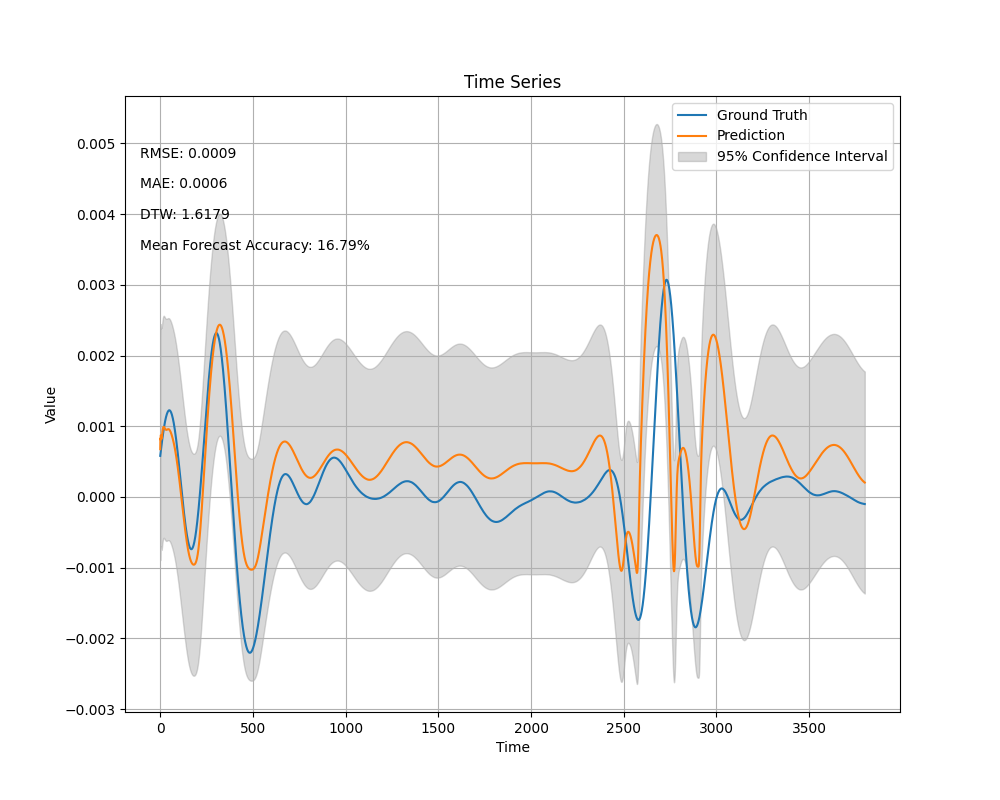 Time Series
Ground Truth
Prediction
95% Confidence Interval
RMSE: 0.0009
MAE: 0.0006
DTW: 1.6179
Mean Forecast Accuracy: 16.79%
Value
0.005
0.004
0.003
0.002
0.001
0.000
−0.001
−0.002
−0.003
0
500
1000
1500
2000
2500
3000
3500
Time